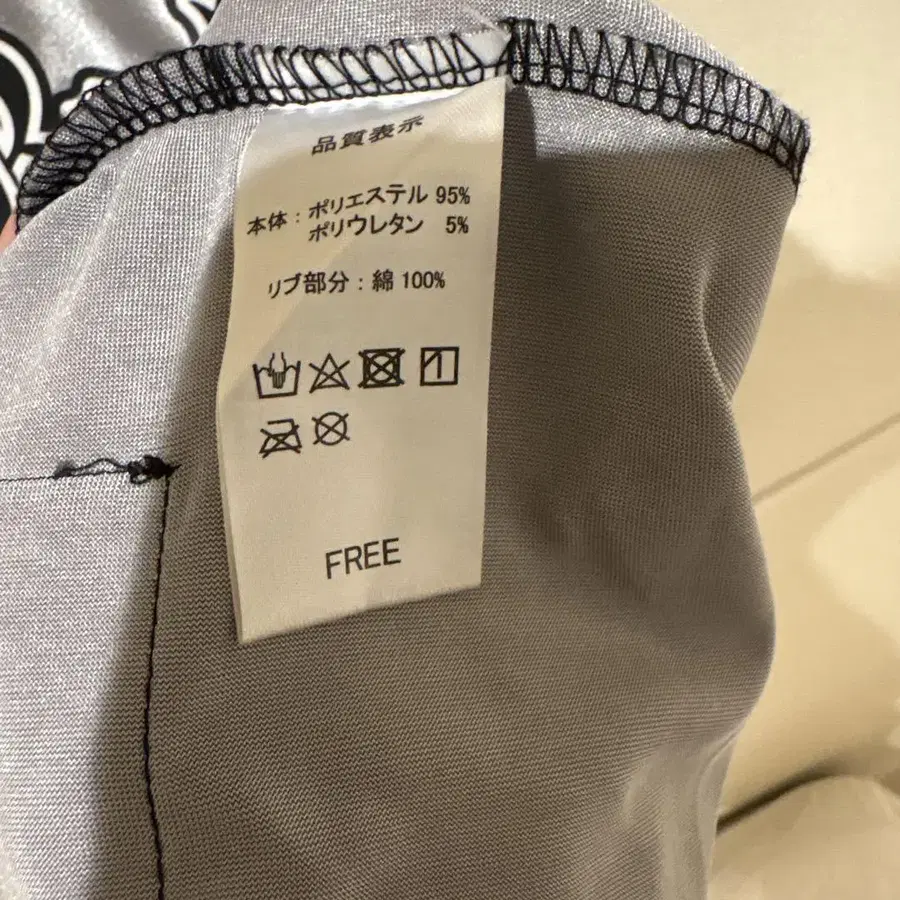 品質表示
本体：ポリエステル 95%
ポリウレタン 5%
リブ部分：綿 100%
FREE